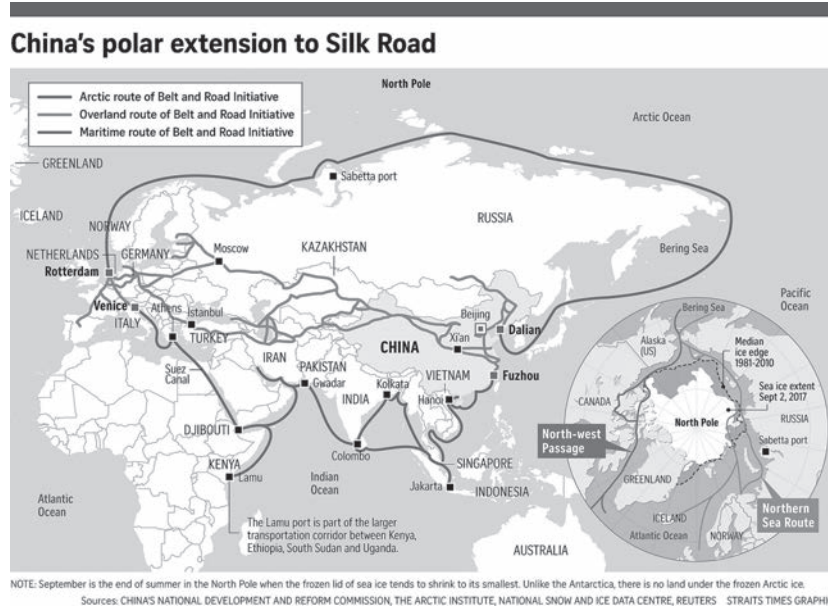 China's polar extension to Silk Road
North Pole
Arctic route of Belt and Road Initiative
Overland route of Belt and Road Initiative
Maritime route of Belt and Road Initiative
Arctic Ocean
GREENLAND
Sabetta port
ICELAND
NORWAY
RUSSIA
NETHERLANDS
GERMANY
Moscow
KAZAKHSTAN
Bering Sea
Rotterdam
Venice
Athens
Istanbul
ITALY
TURKEY
Beijing
Dalian
Xi'an
CHINA
IRAN
PAKISTAN
Gwadar
Suez
Canal
INDIA
Kolkata
VIETNAM
Hanoi
Fuzhou
DJIBOUTI
KENYA
Lamu
Colombo
Indian
Ocean
SINGAPORE
Jakarta
INDONESIA
Atlantic
Ocean
The Lamu port is part of the larger
transportation corridor between Kenya,
Ethiopia, South Sudan and Uganda.
AUSTRALIA
Pacific
Ocean
Bering Sea
Alaska
(US)
Median
ice edge
1981-2010
Sea ice extent
Sept 2, 2017
CANADA
North Pole
RUSSIA
North-west
Passage
Sabetta port
GREENLAND
Northern
Sea Route
ICELAND
Atlantic Ocean
NORWAY
NOTE: September is the end of summer in the North Pole when the frozen lid of sea ice tends to shrink to its smallest. Unlike the Antarctica, there is no land under the frozen Arctic ice.
Sources: CHINA'S NATIONAL DEVELOPMENT AND REFORM COMMISSION, THE ARCTIC INSTITUTE, NATIONAL SNOW AND ICE DATA CENTRE, REUTERS STRAITS TIMES GRAPHI